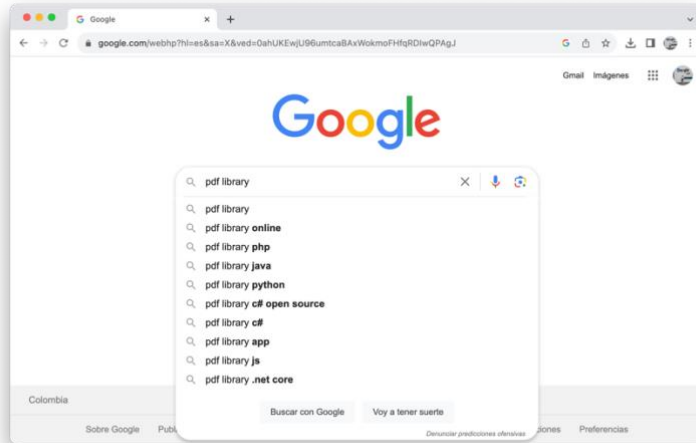 Google
google.com/webhp?hl=es&sa=X&ved=0ahUKEwjU96umtcaBAxWokmoFHfqRDIwQPAgJ
Gmail Imágenes
Google
pdf library
pdf library
pdf library online
pdf library php
pdf library java
pdf library python
pdf library c# open source
pdf library c#
pdf library app
pdf library js
pdf library .net core
Colombia
Buscar con Google Voy a tener suerte
Denunciar predicciones ofensivas
Sobre Google Publi ciones Preferencias